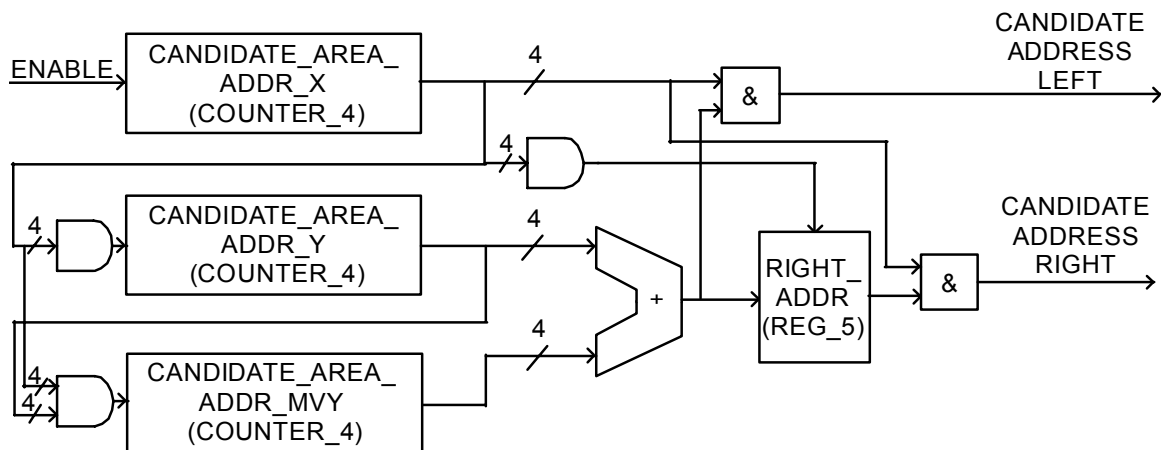 ENABLE
CANDIDATE_AREA_
ADDR_X
(COUNTER_4)
4
&
CANDIDATE
ADDRESS
LEFT
4
4
CANDIDATE_AREA_
ADDR_Y
(COUNTER_4)
4
+
RIGHT_
ADDR
(REG_5)
&
CANDIDATE
ADDRESS
RIGHT
4
4
CANDIDATE_AREA_
ADDR_MVY
(COUNTER_4)
4